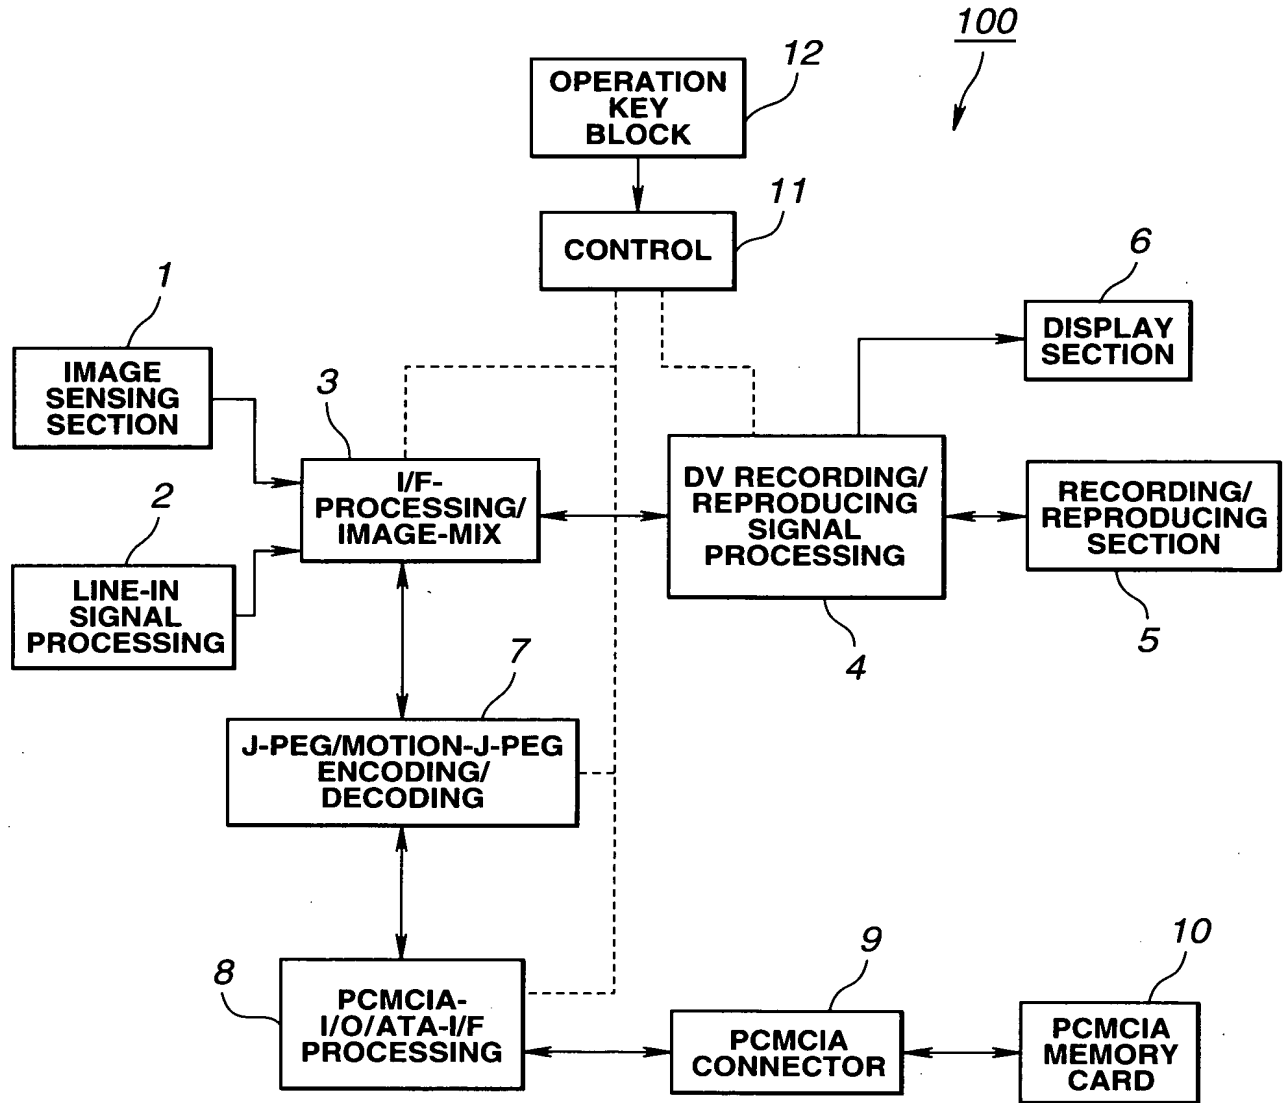 100
12
OPERATION
KEY
BLOCK
11
CONTROL
6
DISPLAY
SECTION
1
IMAGE
SENSING
SECTION
3
I/F-
PROCESSING/
IMAGE-MIX
DV RECORDING/
REPRODUCING
SIGNAL
PROCESSING
4
RECORDING/
REPRODUCING
SECTION
5
2
LINE-IN
SIGNAL
PROCESSING
7
J-PEG/MOTION-J-PEG
ENCODING/
DECODING
8
PCMCIA-
I/O/ATA-I/F
PROCESSING
9
PCMCIA
CONNECTOR
10
PCMCIA
MEMORY
CARD